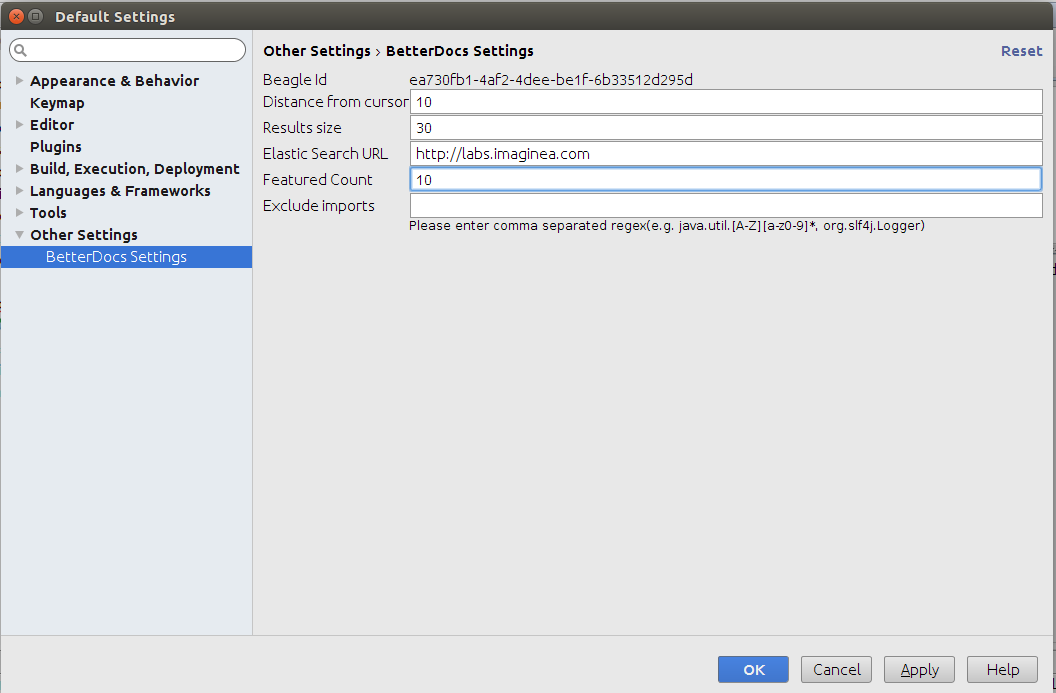 Default Settings
Other Settings › BetterDocs Settings
Reset
Appearance & Behavior
Keymap
Editor
Plugins
Build, Execution, Deployment
Languages & Frameworks
Tools
Other Settings
BetterDocs Settings
Beagle Id ea730fb1-4af2-4dee-be1f-6b33512d295d
Distance from cursor 10
Results size 30
Elastic Search URL http://labs.imaginea.com
Featured Count 10
Exclude imports
Please enter comma separated regex(e.g. java.util.[A-Z][a-z0-9]*, org.slf4j.Logger)
OK Cancel Apply Help